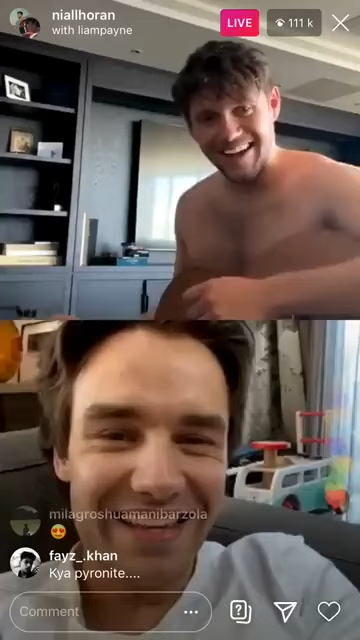 niallhoran
LIVE
111 k
with liampayne
milagroshuamanibarzola
😍
fayz_.khan
Kya pyronite....
Comment